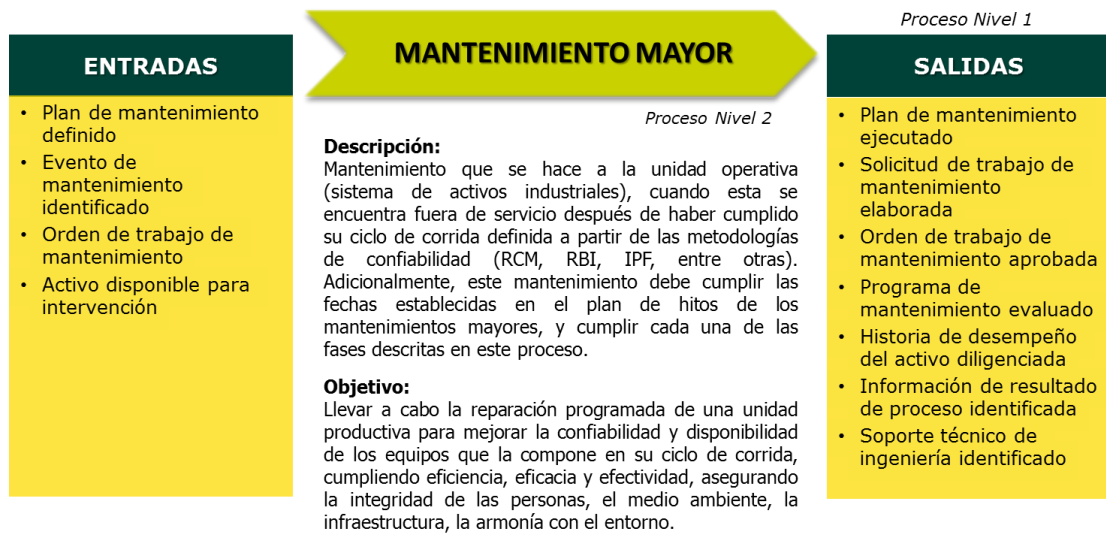 Proceso Nivel 1
ENTRADAS
• Plan de mantenimiento
definido
• Evento de
mantenimiento
identificado
• Orden de trabajo de
mantenimiento
• Activo disponible para
intervención
MANTENIMIENTO MAYOR
Proceso Nivel 2
Descripción:
Mantenimiento que se hace a la unidad operativa
(sistema de activos industriales), cuando esta se
encuentra fuera de servicio después de haber cumplido
su ciclo de corrida definida a partir de las metodologías
de confiabilidad (RCM, RBI, IPF, entre otras).
Adicionalmente, este mantenimiento debe cumplir las
fechas establecidas en el plan de hitos de los
mantenimientos mayores, y cumplir cada una de las
fases descritas en este proceso.
Objetivo:
Llevar a cabo la reparación programada de una unidad
productiva para mejorar la confiabilidad y disponibilidad
de los equipos que la compone en su ciclo de corrida,
cumpliendo eficiencia, eficacia y efectividad, asegurando
la integridad de las personas, el medio ambiente, la
infraestructura, la armonía con el entorno.
SALIDAS
• Plan de mantenimiento
ejecutado
• Solicitud de trabajo de
mantenimiento
elaborada
• Orden de trabajo de
mantenimiento aprobada
• Programa de
mantenimiento evaluado
• Historia de desempeño
del activo diligenciada
• Información de resultado
de proceso identificada
• Soporte técnico de
ingeniería identificado